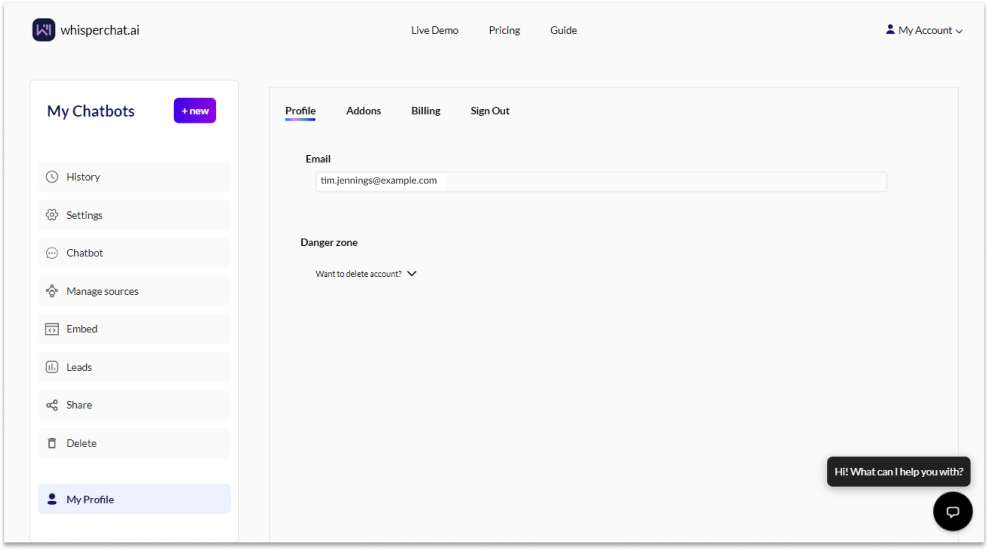 whisperchat.ai
Live Demo Pricing Guide
My Account
My Chatbots
+ new
History
Settings
Chatbot
Manage sources
Embed
Leads
Share
Delete
My Profile
Profile Addons Billing Sign Out
Email
tim.jennings@example.com
Danger zone
Want to delete account?
Hi! What can I help you with?